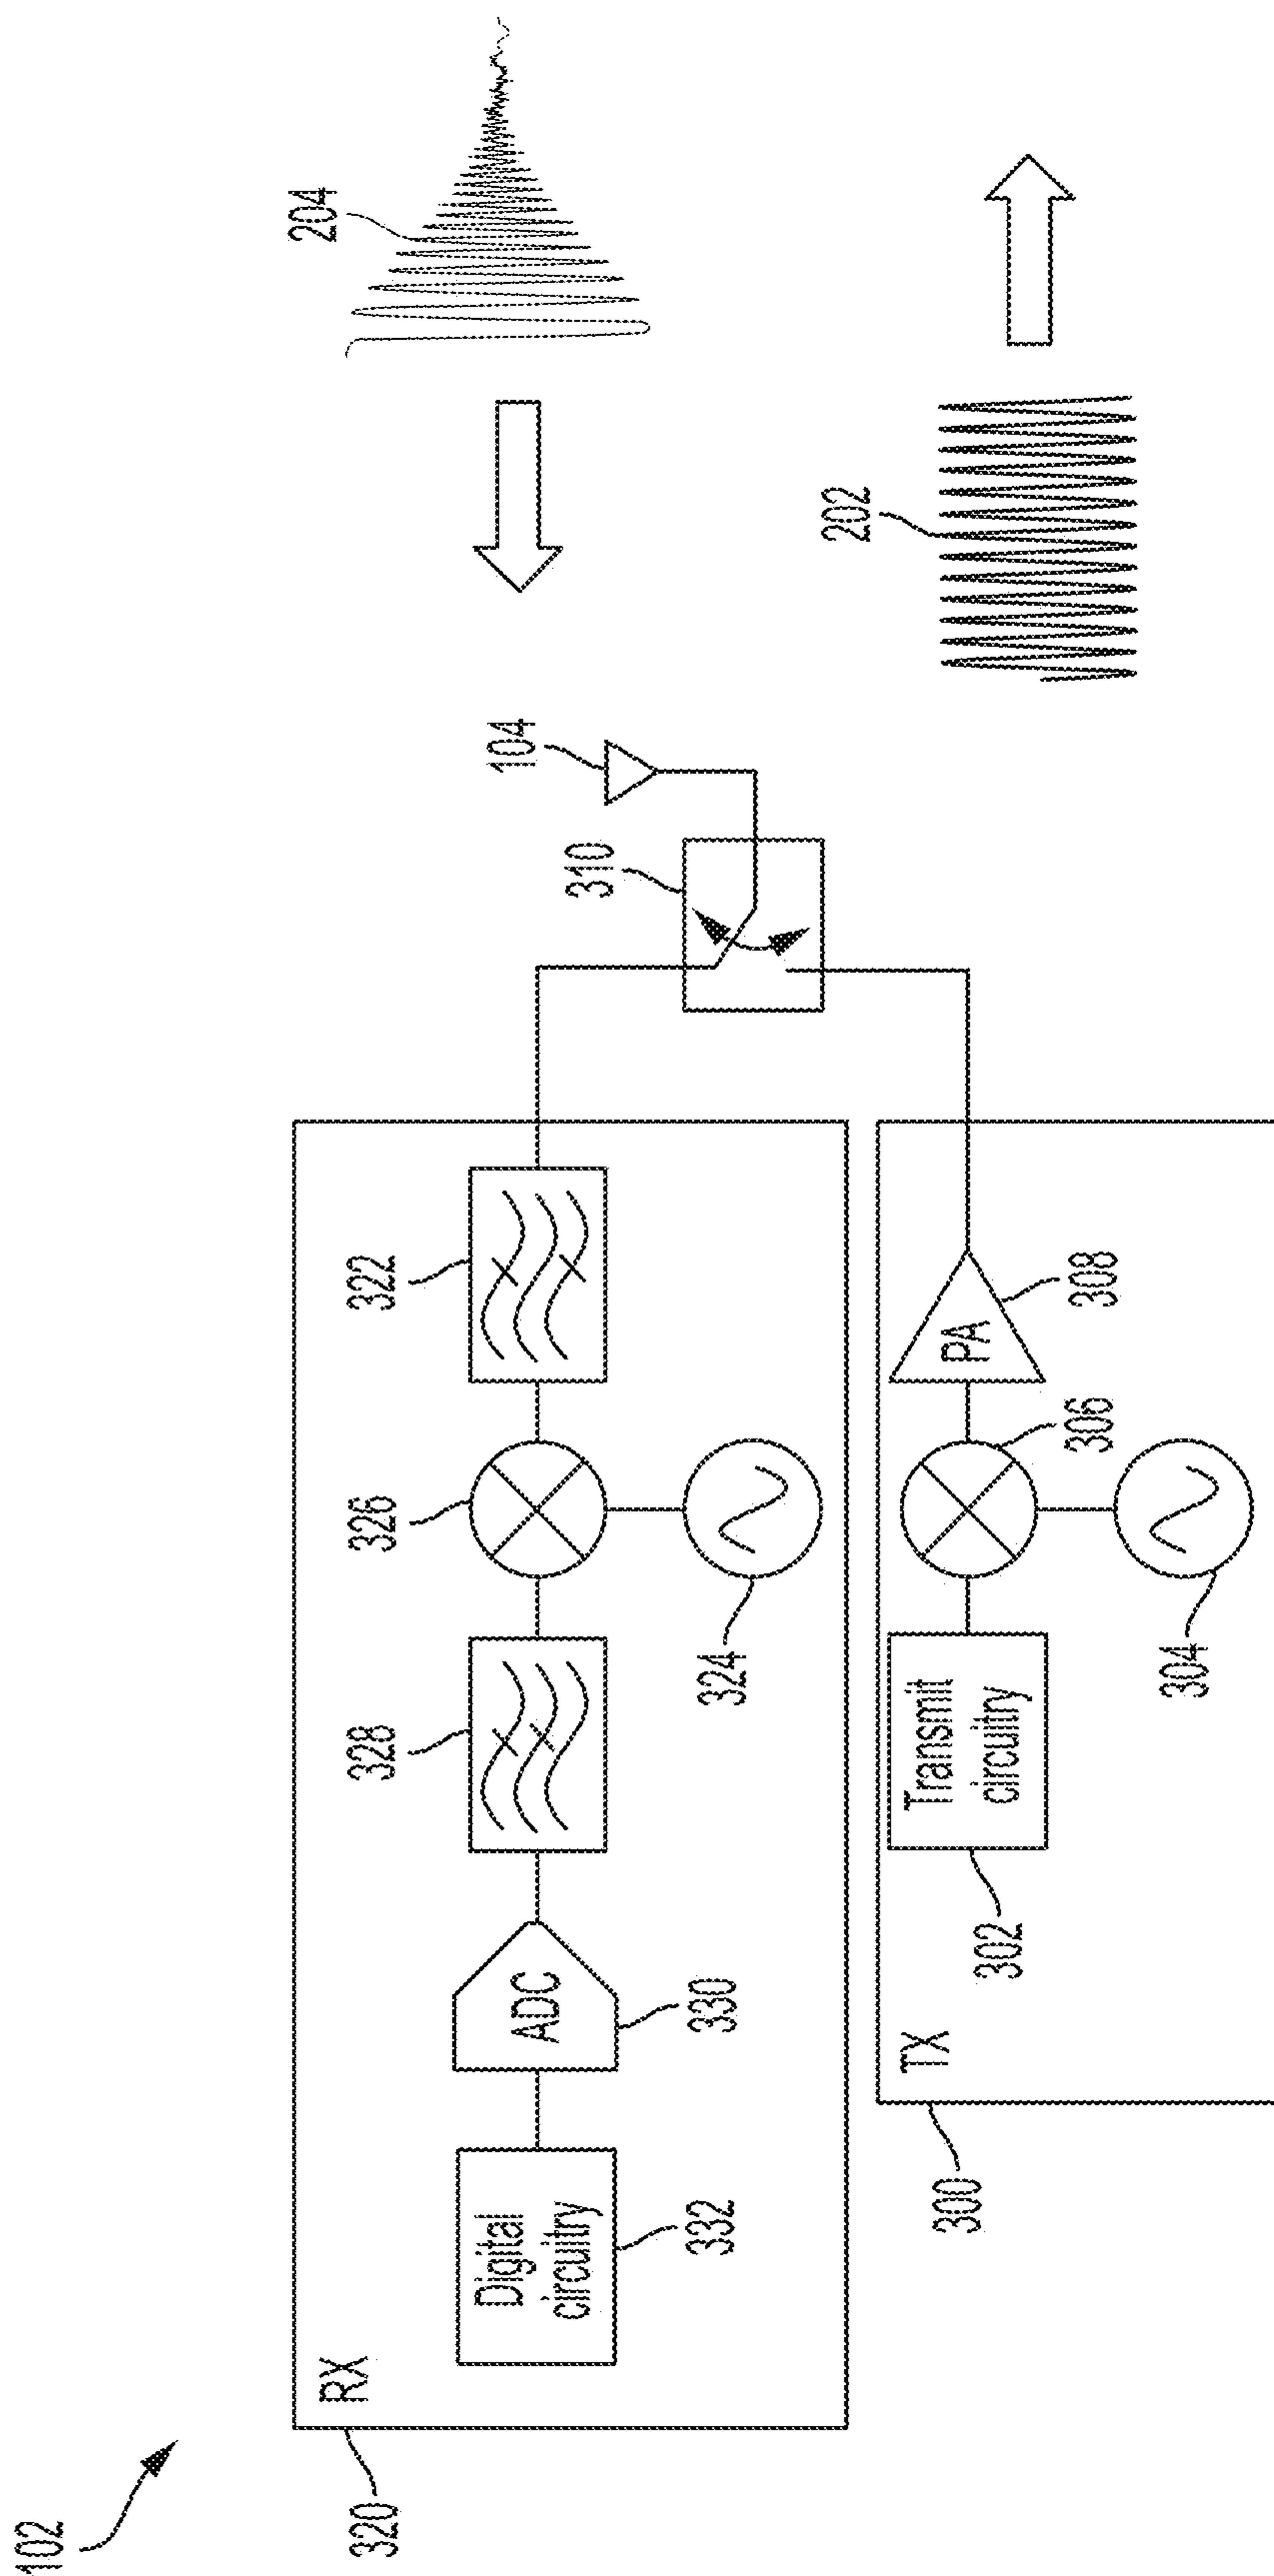 102
320
RX
Digital
circuitry
332
ADC
330
328
326
324
322
310
104
204
202
300
TX
Transmit
circuitry
302
304
306
PA
308